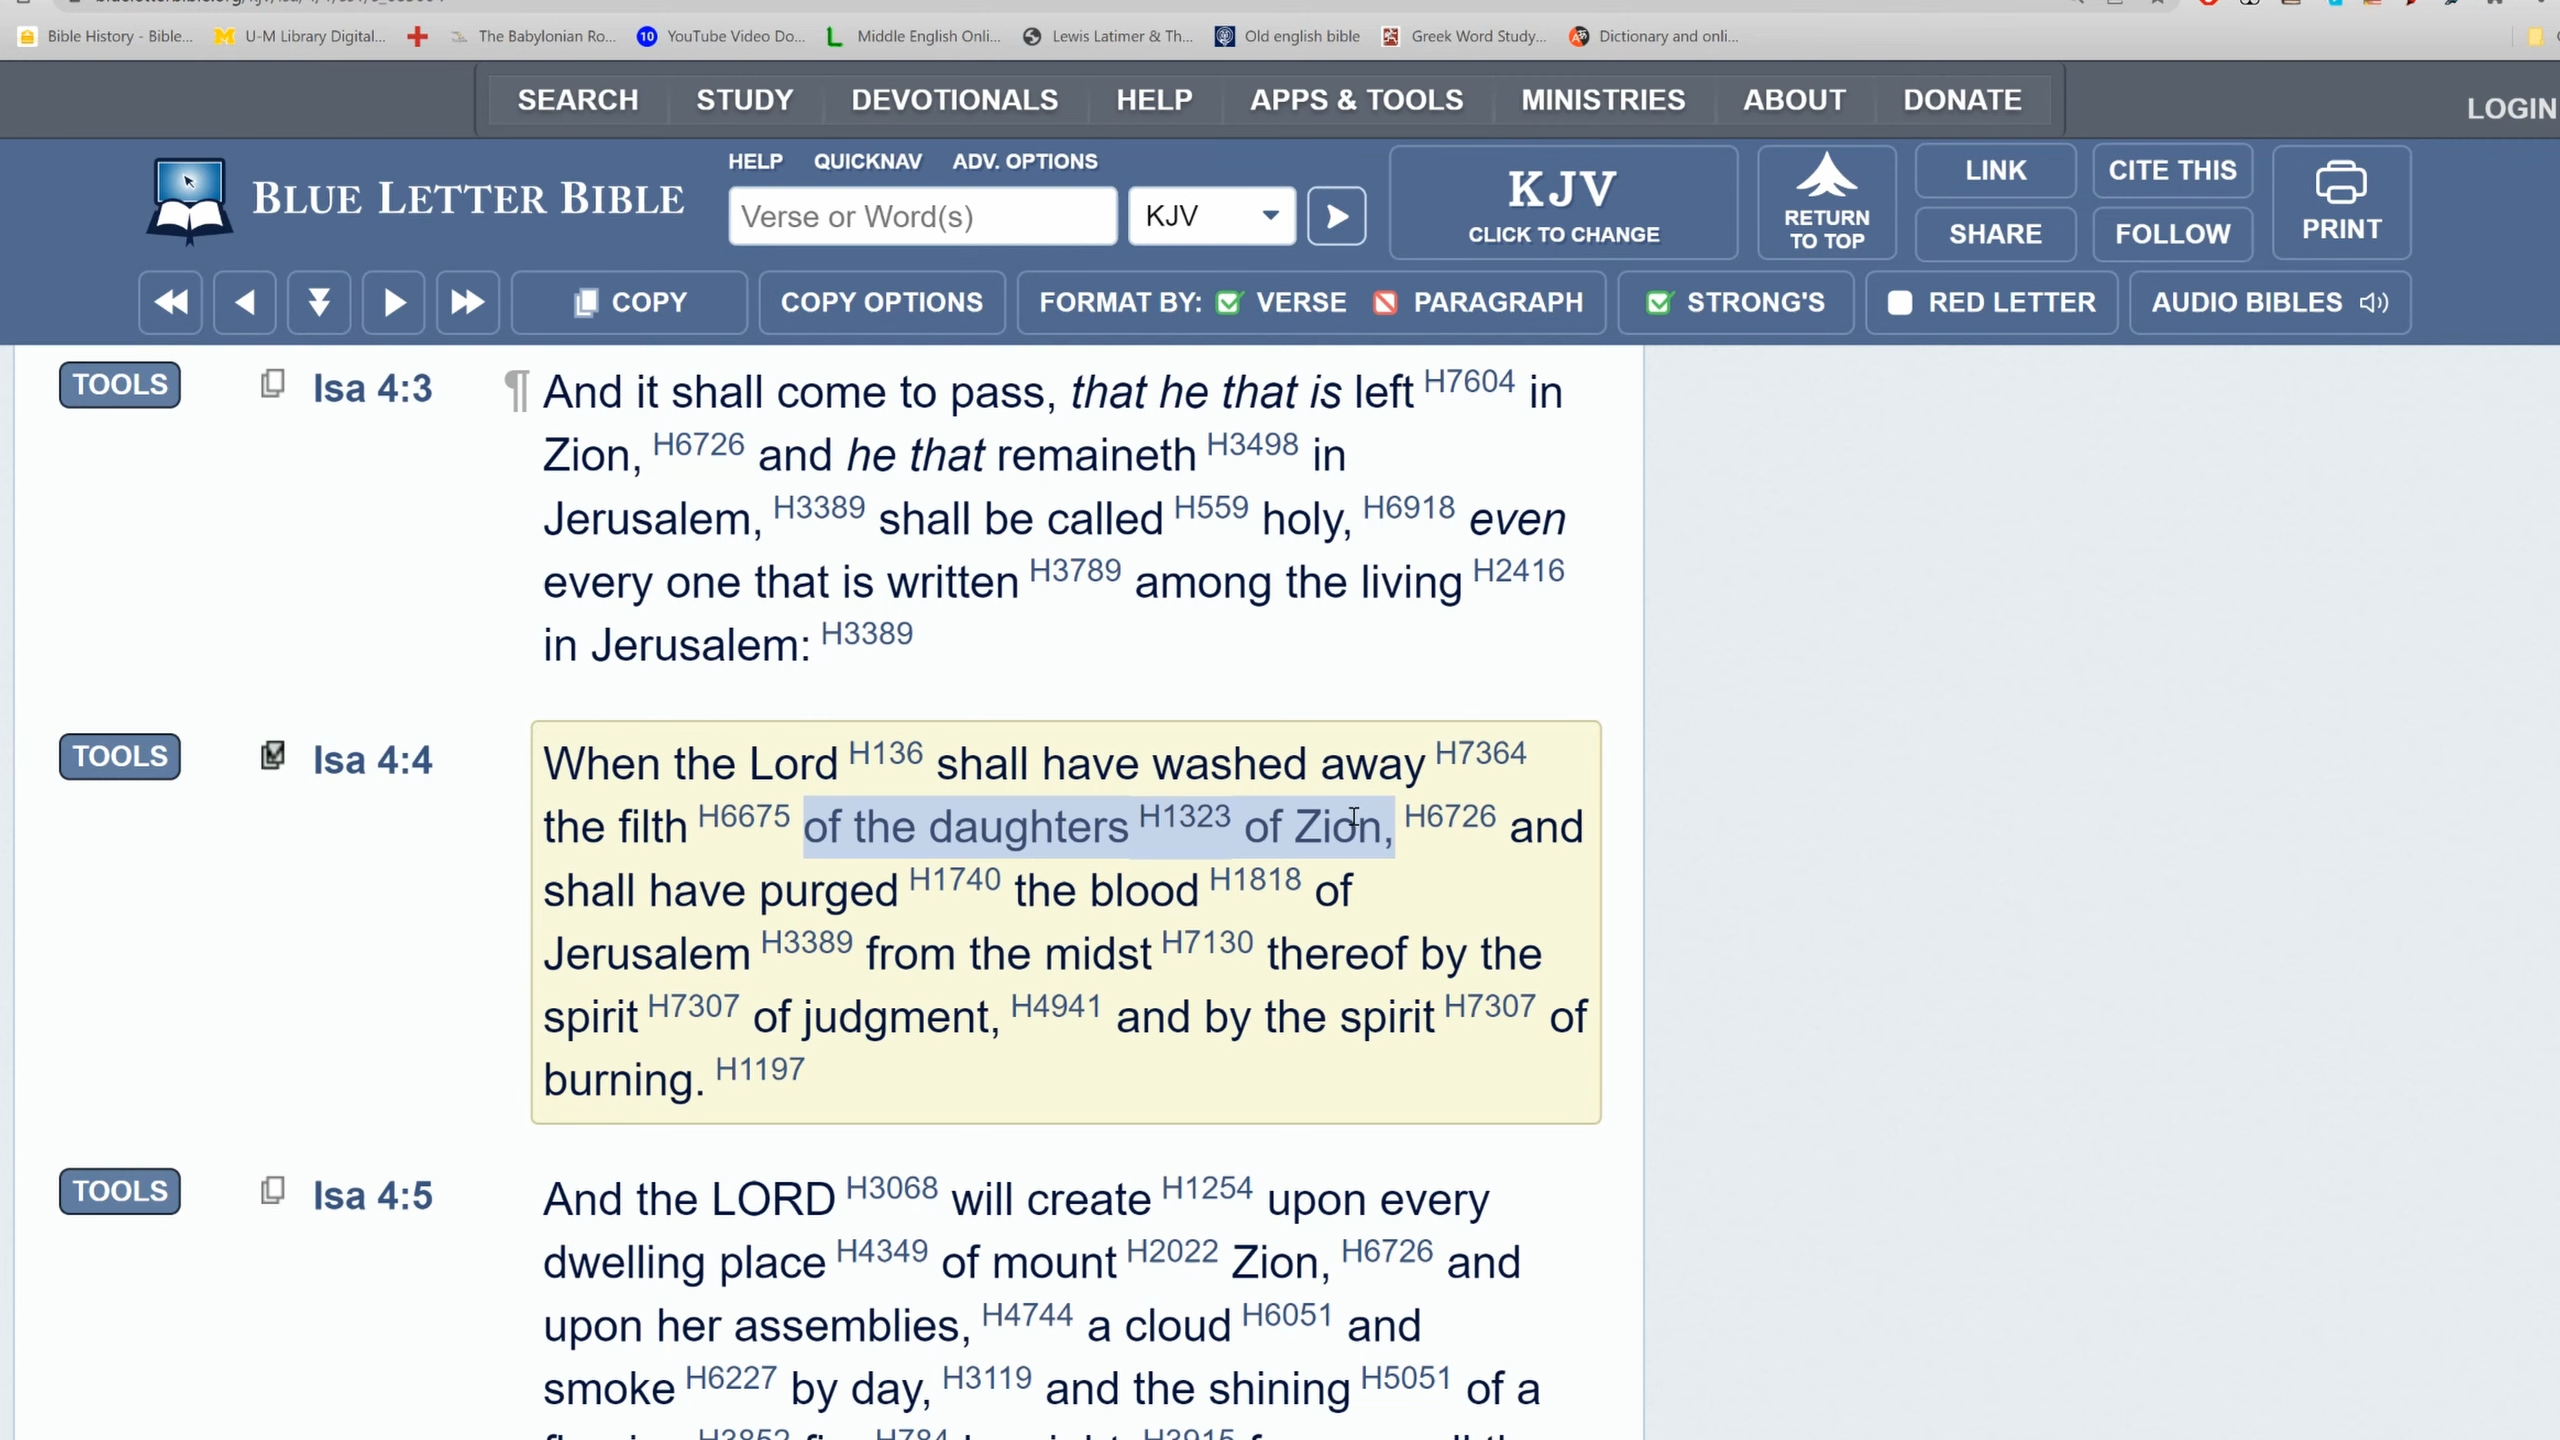 Bible History - Bible... U-M Library Digital... The Babylonian Ro... 10 YouTube Video Do... Middle English Onli... Lewis Latimer & Th... Old english bible Greek Word Study... Dictionary and onli...
SEARCH STUDY DEVOTIONALS HELP APPS & TOOLS MINISTRIES ABOUT DONATE LOGIN
BLUE LETTER BIBLE
HELP QUICKNAV ADV. OPTIONS
Verse or Word(s) KJV
KJV
CLICK TO CHANGE
RETURN
TO TOP
LINK CITE THIS
SHARE FOLLOW
PRINT
COPY COPY OPTIONS FORMAT BY: VERSE PARAGRAPH STRONG'S RED LETTER AUDIO BIBLES
TOOLS Isa 4:3 ¶ And it shall come to pass, that he that is left H7604 in
Zion, H6726 and he that remaineth H3498 in
Jerusalem, H3389 shall be called H559 holy, H6918 even
every one that is written H3789 among the living H2416
in Jerusalem: H3389
TOOLS Isa 4:4 When the Lord H136 shall have washed away H7364
the filth H6675 of the daughters H1323 of Zion, H6726 and
shall have purged H1740 the blood H1818 of
Jerusalem H3389 from the midst H7130 thereof by the
spirit H7307 of judgment, H4941 and by the spirit H7307 of
burning. H1197
TOOLS Isa 4:5 And the LORD H3068 will create H1254 upon every
dwelling place H4349 of mount H2022 Zion, H6726 and
upon her assemblies, H4744 a cloud H6051 and
smoke H6227 by day, H3119 and the shining H5051 of a
H3852 H784 H3915